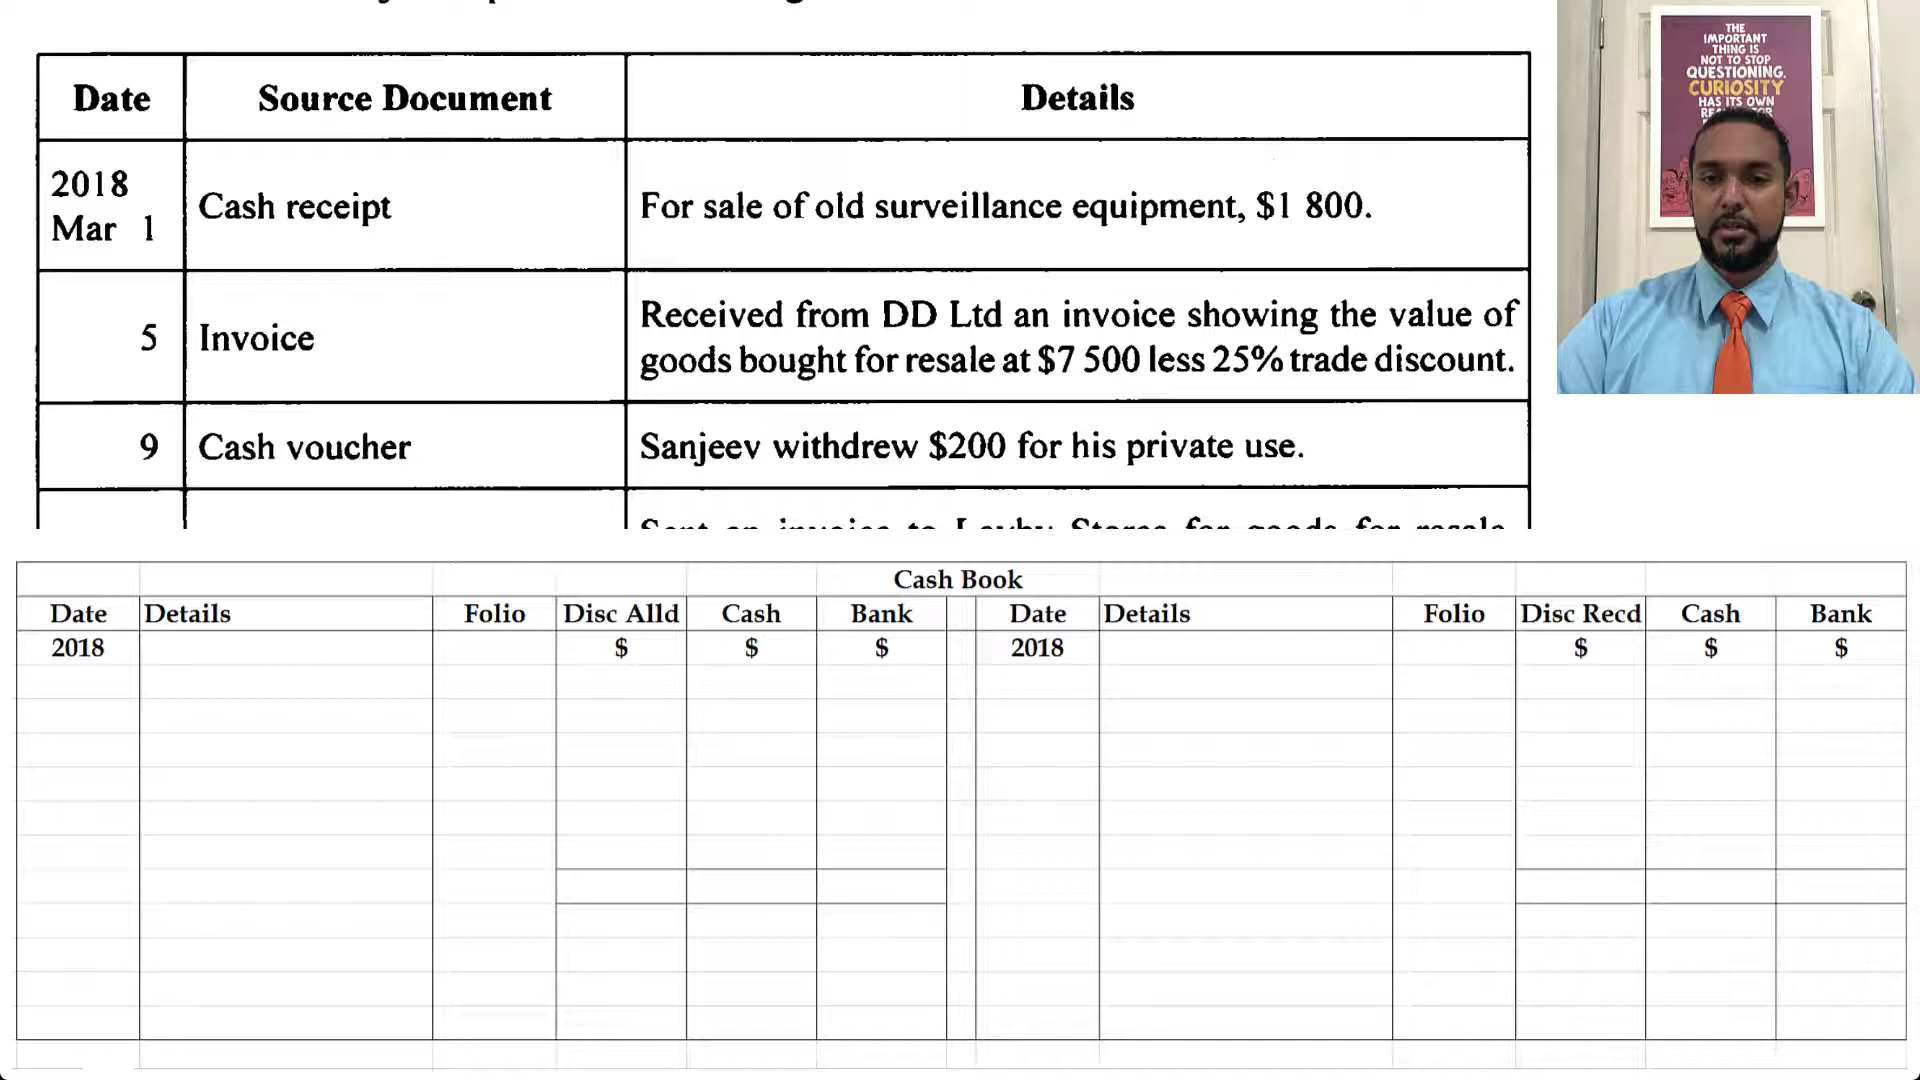 Date Source Document Details
2018
Mar 1 Cash receipt For sale of old surveillance equipment, $1 800.
5 Invoice Received from DD Ltd an invoice showing the value of
goods bought for resale at $7 500 less 25% trade discount.
9 Cash voucher Sanjeev withdrew $200 for his private use.
THE
IMPORTANT
THING IS
NOT TO STOP
QUESTIONING.
CURIOSITY
HAS ITS OWN
Cash Book
Date Details Folio Disc Alld Cash Bank Date Details Folio Disc Recd Cash Bank
2018 $ $ $ 2018 $ $ $